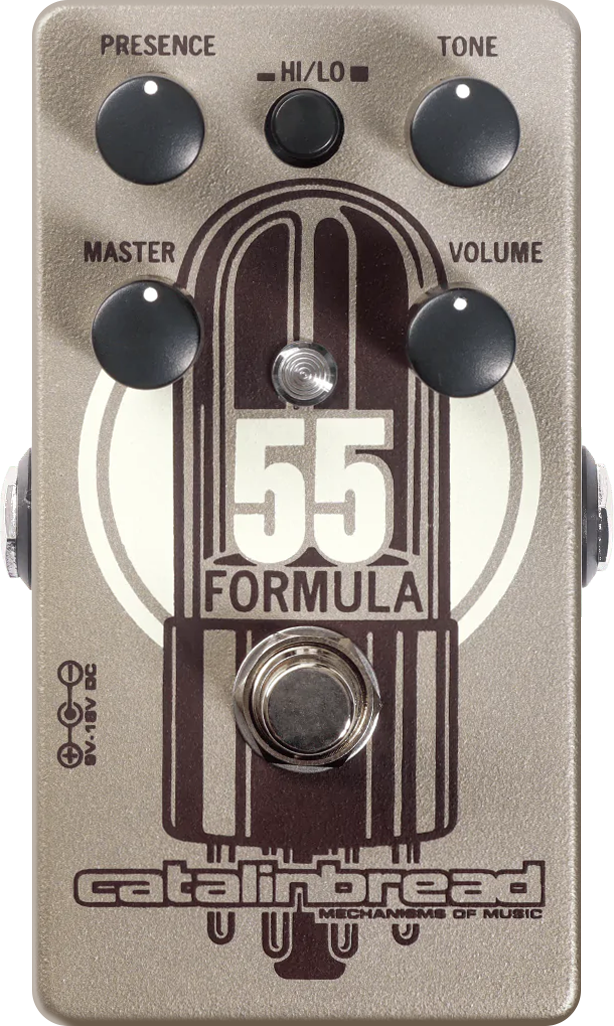 PRESENCE
TONE
HI/LO
MASTER
VOLUME
55
FORMULA
9V-18V DC
catalinbread
MECHANISMS OF MUSIC